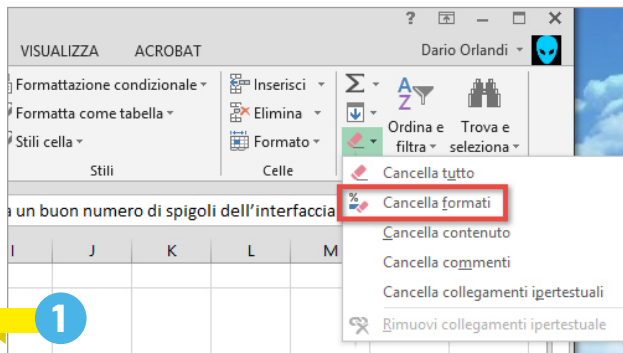 ?
VISUALIZZA ACROBAT Dario Orlandi
Formattazione condizionale Inserisci Σ A Z
Formatta come tabella Elimina Ordina e Trova e
Stili cella Formato filtra seleziona
Stili Celle
Cancella tutto
% Cancella formati
Cancella contenuto
Cancella commenti
Cancella collegamenti ipertestuali
Rimuovi collegamenti ipertestuale
a un buon numero di spigoli dell'interfaccia
I J K L M
1